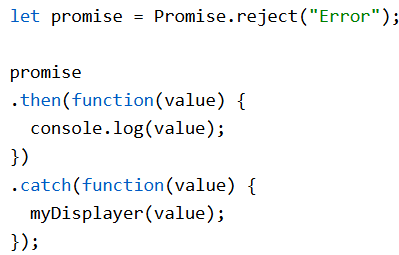 let promise = Promise.reject("Error");

promise
.then(function(value) {
  console.log(value);
})
.catch(function(value) {
  myDisplayer(value);
});